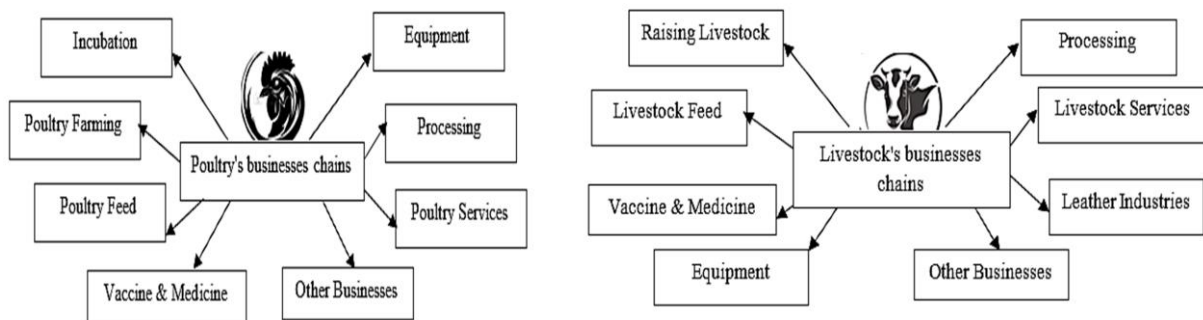 Incubation
Equipment
Poultry Farming
Processing
Poultry's businesses chains
Poultry Feed
Poultry Services
Vaccine & Medicine
Other Businesses
Raising Livestock
Processing
Livestock Feed
Livestock Services
Livestock's businesses
chains
Vaccine & Medicine
Leather Industries
Equipment
Other Businesses